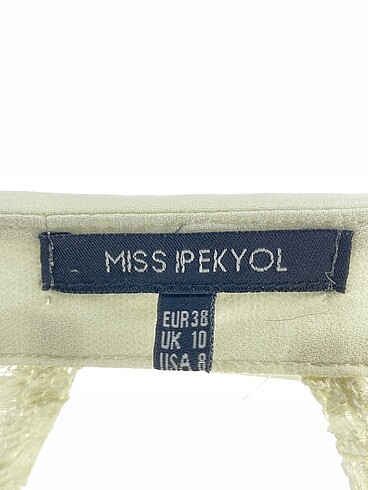 MISS IPEKYOL
EUR 38
UK 10
USA 8